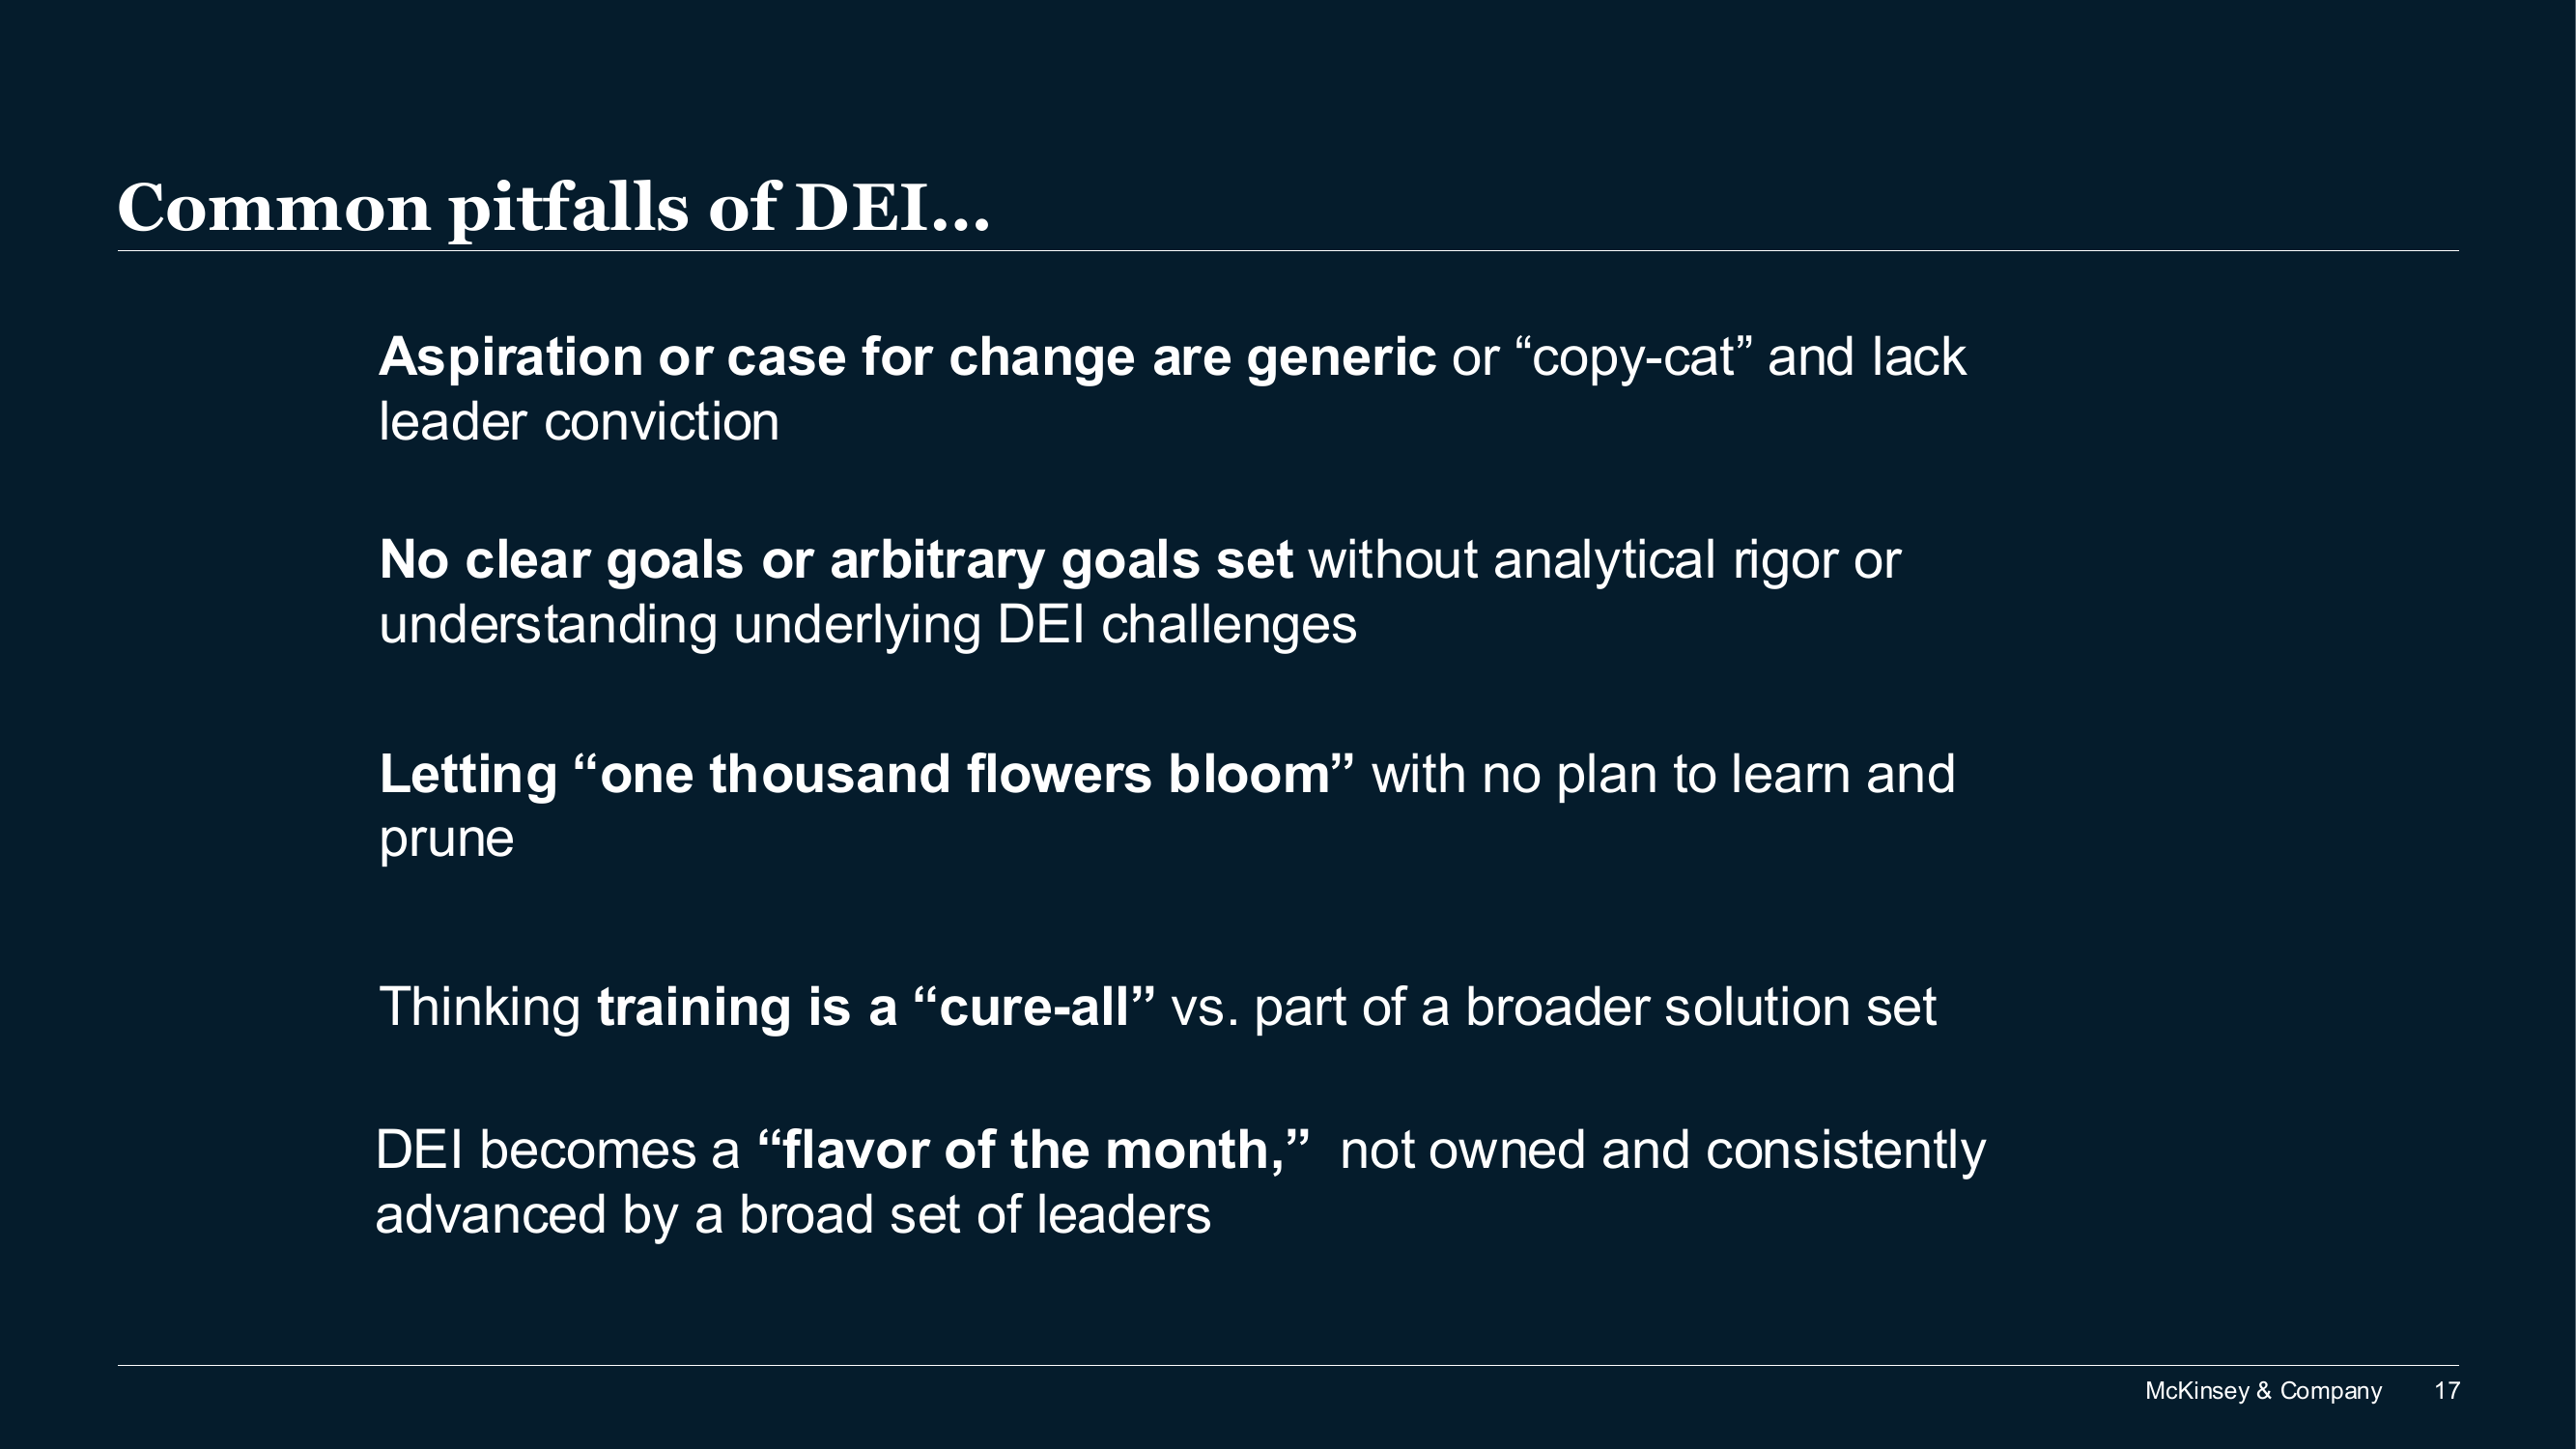 Common pitfalls of DEI…
Aspiration or case for change are generic or “copy-cat” and lack
leader conviction
No clear goals or arbitrary goals set without analytical rigor or
understanding underlying DEI challenges
Letting “one thousand flowers bloom” with no plan to learn and
prune
Thinking training is a “cure-all” vs. part of a broader solution set
DEI becomes a “flavor of the month,”  not owned and consistently
advanced by a broad set of leaders
McKinsey & Company 17